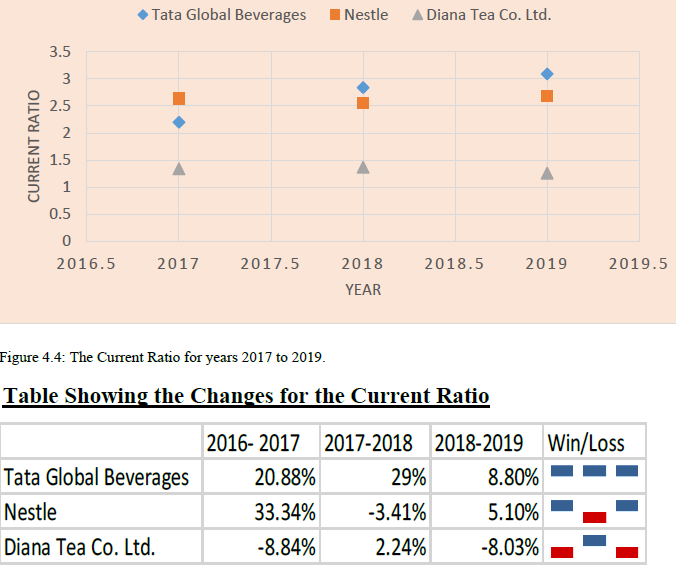 Tata Global Beverages Nestle Diana Tea Co. Ltd.
3.5
3
2.5
2
1.5
1
0.5
0
CURRENT RATIO
2016.5 2017 2017.5 2018 2018.5 2019 2019.5
YEAR
Figure 4.4: The Current Ratio for years 2017 to 2019.
Table Showing the Changes for the Current Ratio
2016- 2017 2017-2018 2018-2019 Win/Loss
Tata Global Beverages 20.88% 29% 8.80%
Nestle 33.34% -3.41% 5.10%
Diana Tea Co. Ltd. -8.84% 2.24% -8.03%